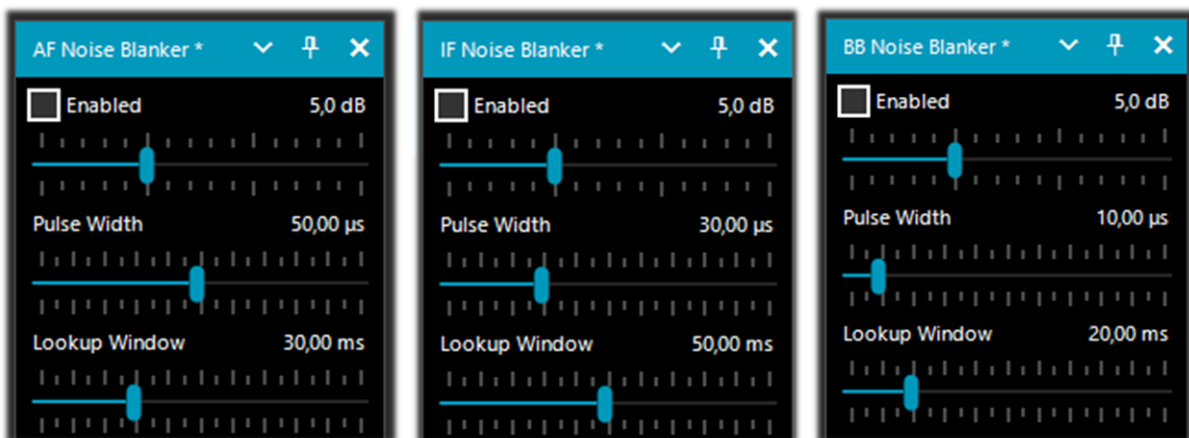 AF Noise Blanker *
Enabled 5,0 dB
Pulse Width 50,00 µs
Lookup Window 30,00 ms
IF Noise Blanker *
Enabled 5,0 dB
Pulse Width 30,00 µs
Lookup Window 50,00 ms
BB Noise Blanker *
Enabled 5,0 dB
Pulse Width 10,00 µs
Lookup Window 20,00 ms